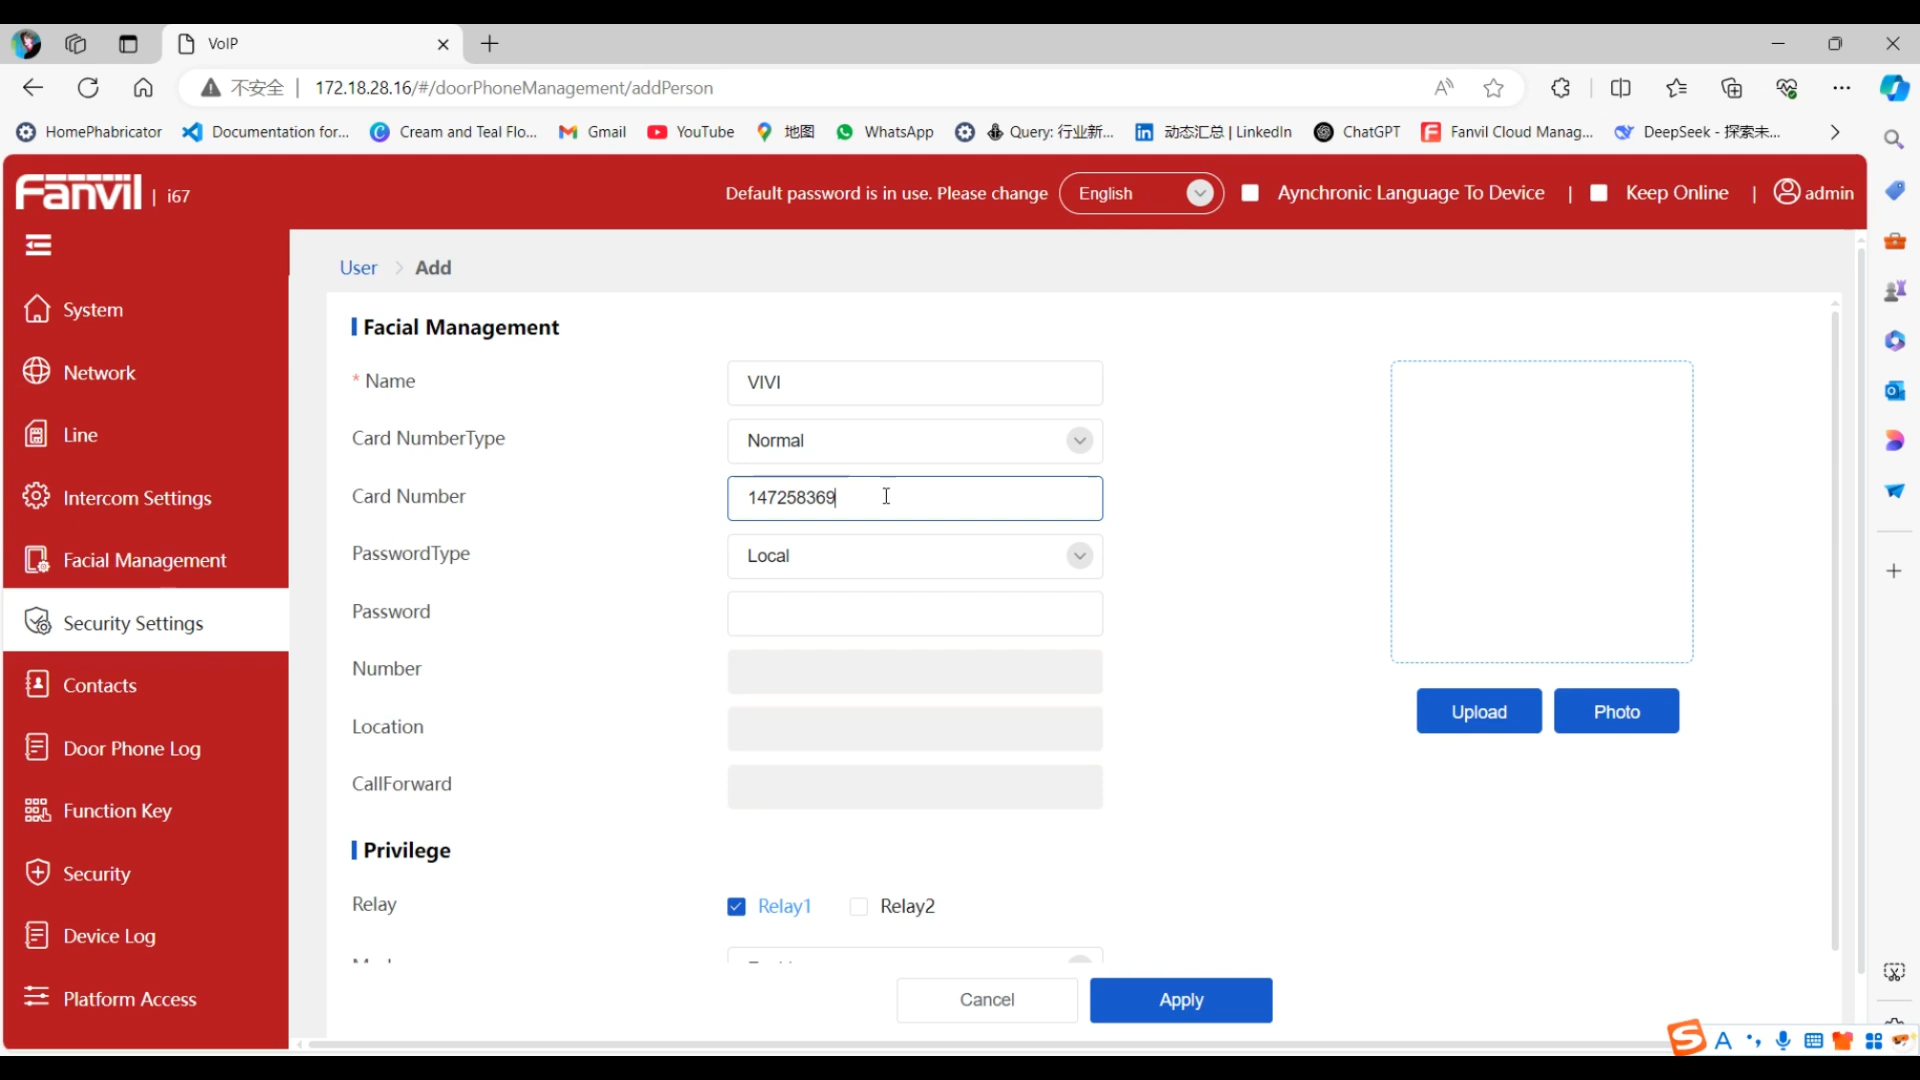 VoIP
不安全 | 172.18.28.16/#/doorPhoneManagement/addPerson
HomePhabricator Documentation for... Cream and Teal Flo... Gmail YouTube 地图 WhatsApp Query: 行业新... 动态汇总 | LinkedIn ChatGPT Fanvil Cloud Manag... DeepSeek - 探索未...
Fanvil | i67 Default password is in use. Please change English Aynchronic Language To Device | Keep Online | admin
User > Add
System
Network
Line
Intercom Settings
Facial Management
Security Settings
Contacts
Door Phone Log
Function Key
Security
Device Log
Platform Access
Facial Management
* Name VIVI
Card NumberType Normal
Card Number 147258369
PasswordType Local
Password
Number
Location
CallForward
Upload Photo
Privilege
Relay Relay1 Relay2
Cancel Apply